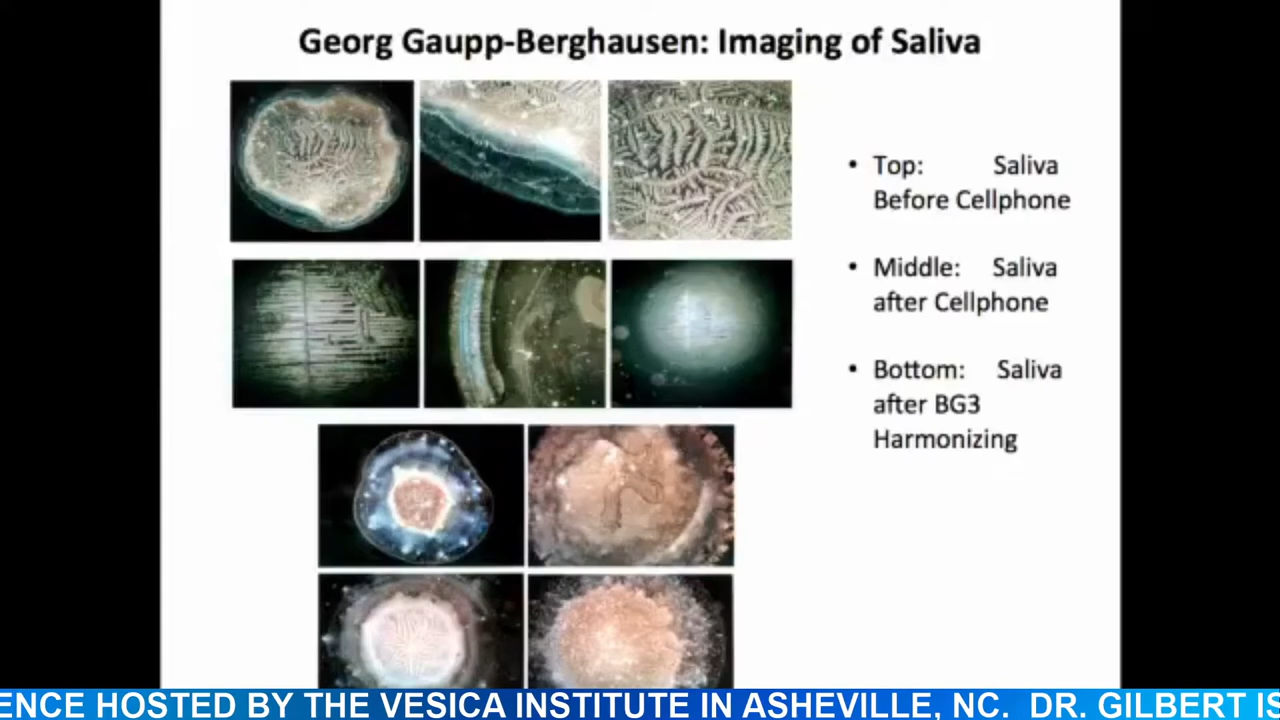 Georg Gaupp-Berghausen: Imaging of Saliva
• Top: Saliva
Before Cellphone
• Middle: Saliva
after Cellphone
• Bottom: Saliva
after BG3
Harmonizing
ENCE HOSTED BY THE VESICA INSTITUTE IN ASHEVILLE, NC. DR. GILBERT IS